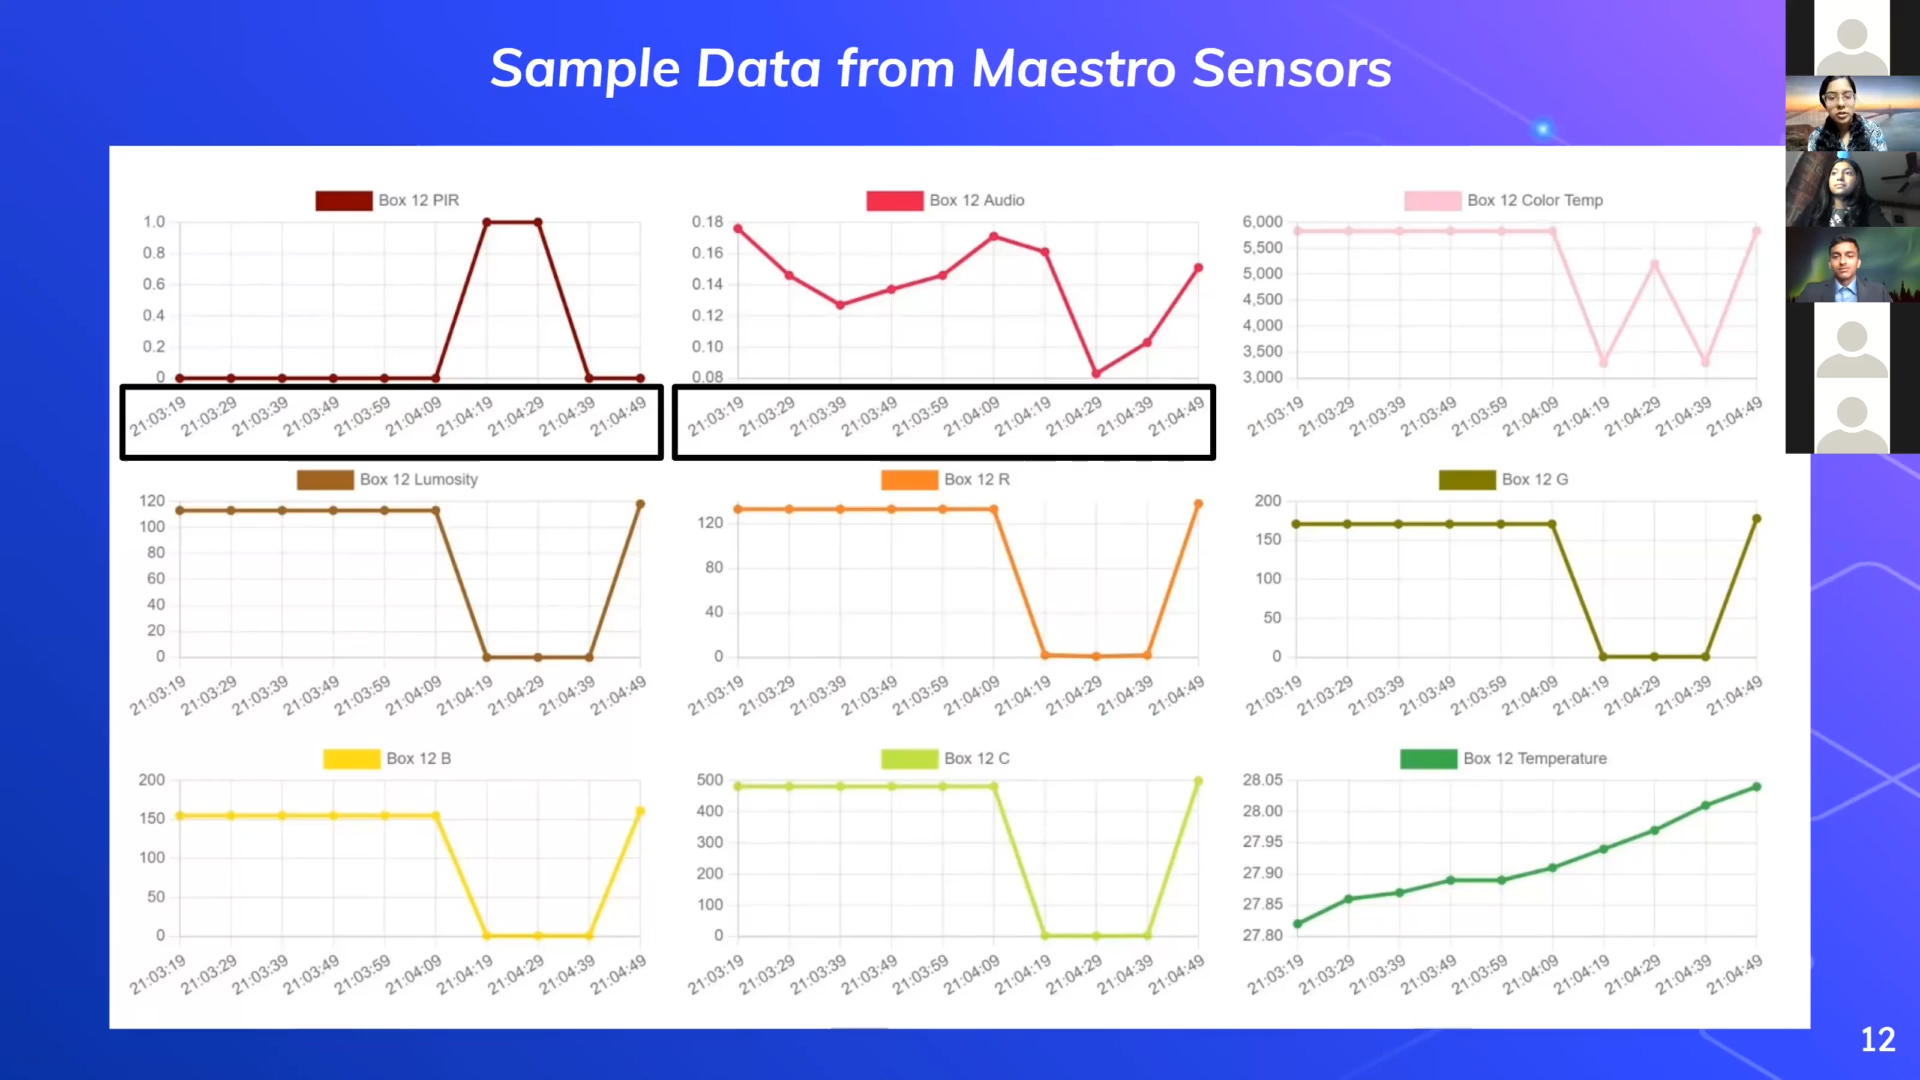 Sample Data from Maestro Sensors
Box 12 PIR
1.0
0.8
0.6
0.4
0.2
0
21:03:19 21:03:29 21:03:39 21:03:49 21:03:59 21:04:09 21:04:19 21:04:29 21:04:39 21:04:49
Box 12 Audio
0.18
0.16
0.14
0.12
0.10
0.08
21:03:19 21:03:29 21:03:39 21:03:49 21:03:59 21:04:09 21:04:19 21:04:29 21:04:39 21:04:49
Box 12 Color Temp
6,000
5,500
5,000
4,500
4,000
3,500
3,000
21:03:19 21:03:29 21:03:39 21:03:49 21:03:59 21:04:09 21:04:19 21:04:29 21:04:39 21:04:49
Box 12 Lumosity
120
100
80
60
40
20
0
21:03:19 21:03:29 21:03:39 21:03:49 21:03:59 21:04:09 21:04:19 21:04:29 21:04:39 21:04:49
Box 12 R
120
80
40
0
21:03:19 21:03:29 21:03:39 21:03:49 21:03:59 21:04:09 21:04:19 21:04:29 21:04:39 21:04:49
Box 12 G
200
150
100
50
0
21:03:19 21:03:29 21:03:39 21:03:49 21:03:59 21:04:09 21:04:19 21:04:29 21:04:39 21:04:49
Box 12 B
200
150
100
50
0
21:03:19 21:03:29 21:03:39 21:03:49 21:03:59 21:04:09 21:04:19 21:04:29 21:04:39 21:04:49
Box 12 C
500
400
300
200
100
0
21:03:19 21:03:29 21:03:39 21:03:49 21:03:59 21:04:09 21:04:19 21:04:29 21:04:39 21:04:49
Box 12 Temperature
28.05
28.00
27.95
27.90
27.85
27.80
21:03:19 21:03:29 21:03:39 21:03:49 21:03:59 21:04:09 21:04:19 21:04:29 21:04:39 21:04:49
12